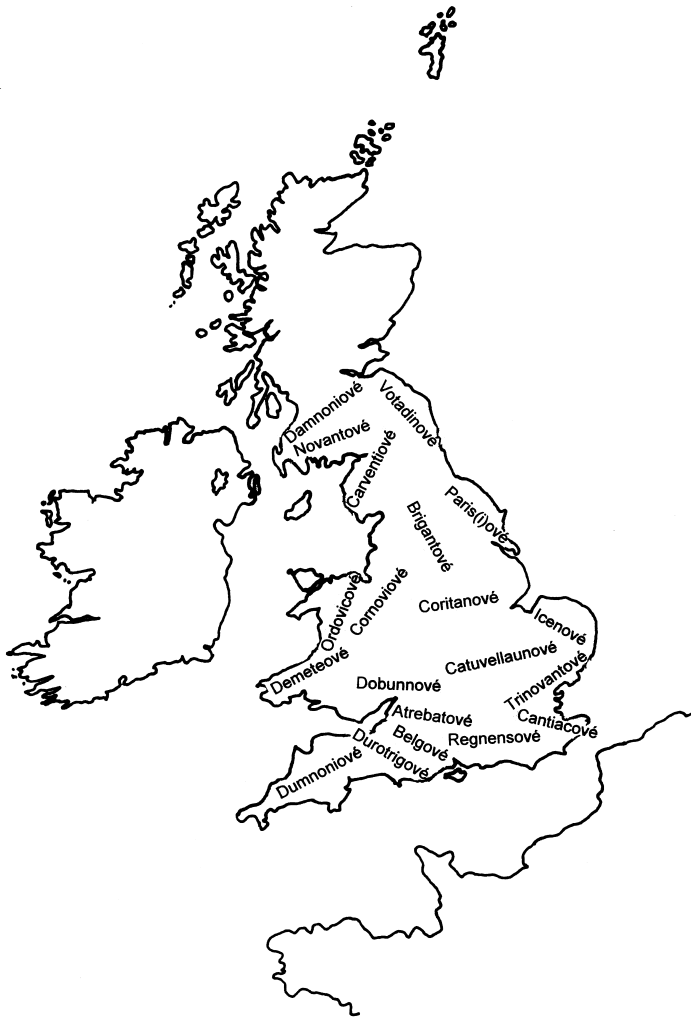 Damnoniové
Votadinové
Novantové
Carventiové
Paris(i)ové
Brigantové
Ordovicové
Cornoviové
Coritanové
Icenové
Demeteové
Dobunnové
Catuvellaunové
Trinovantové
Atrebatové
Cantiacové
Belgové
Regnensové
Durotrigové
Dumnoniové